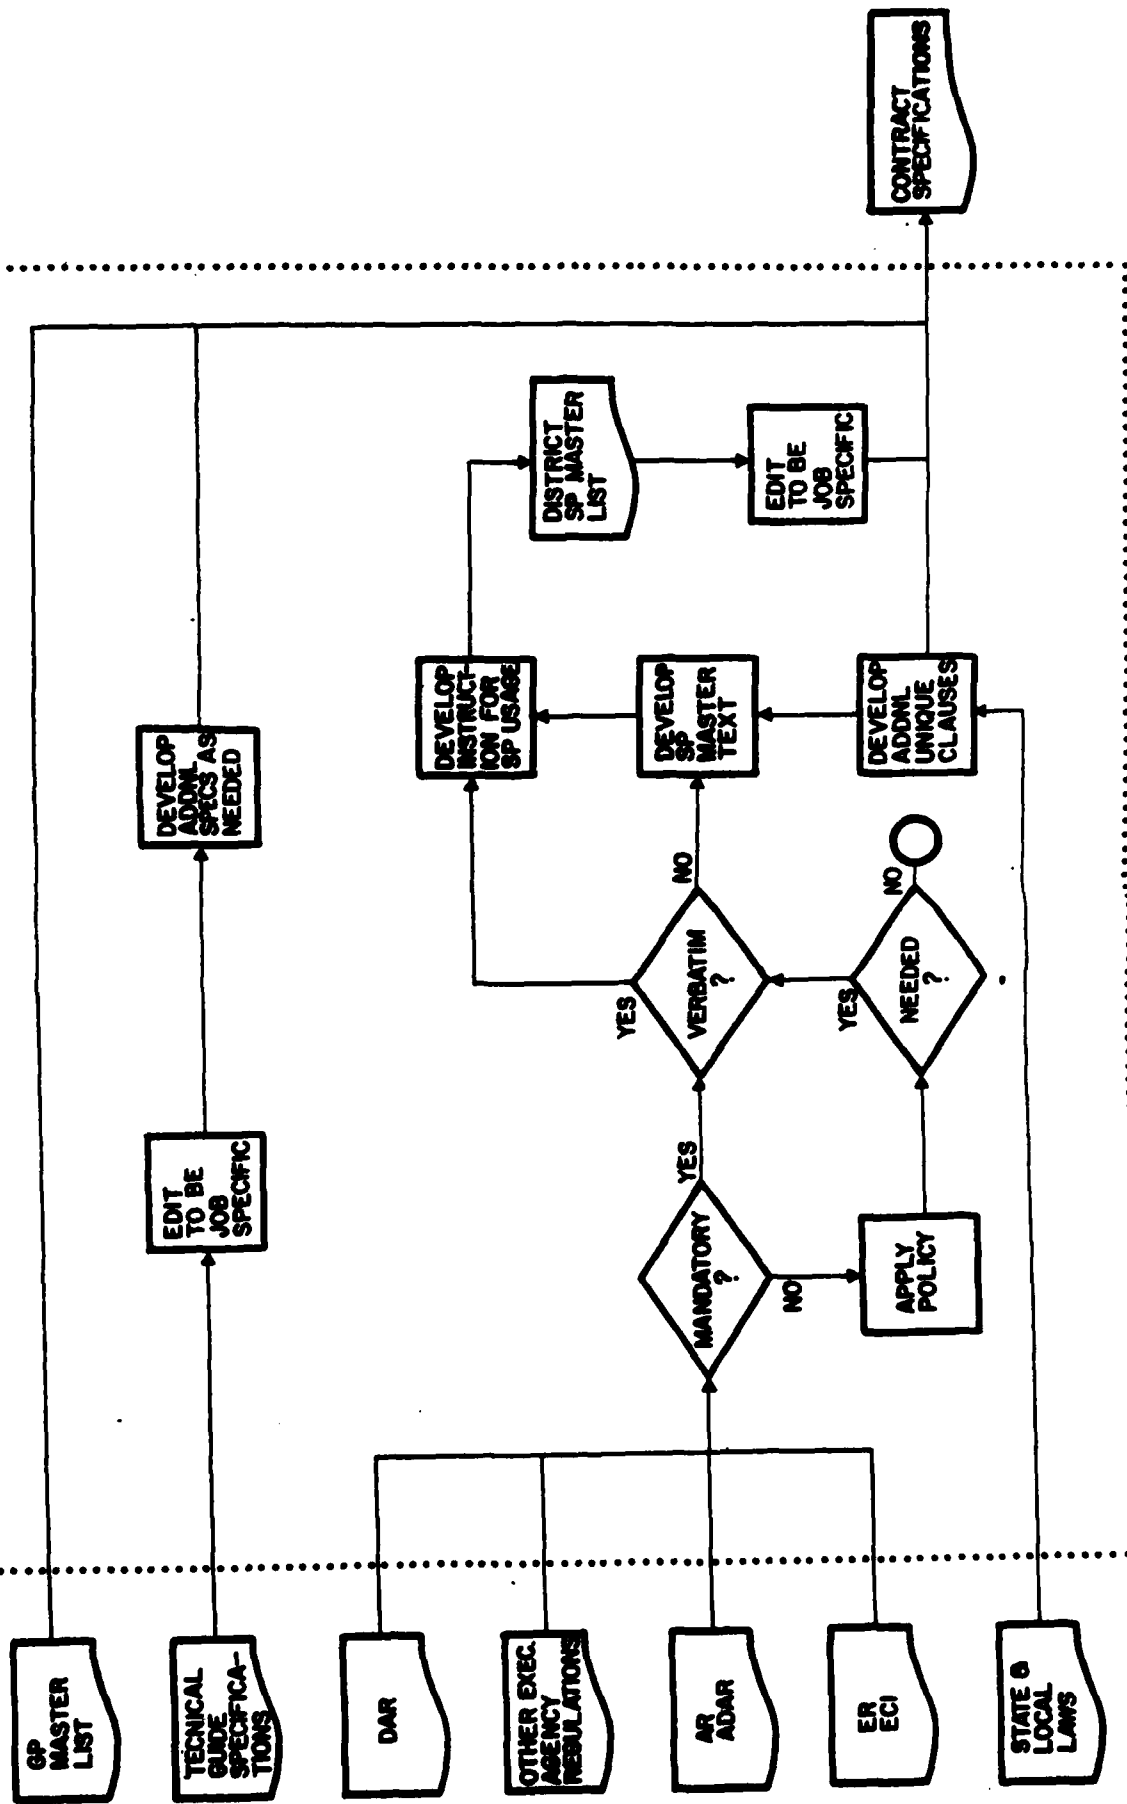 GP
MASTER
LIST
TECNICAL
GUIDE
SPECIFICA-
TIONS
DAR
OTHER EXEC.
AGENCY
REGULATIONS
AR
ADAR
ER
ECI
STATE &
LOCAL
LAWS
EDIT
TO BE
JOB
SPECIFIC
DEVELOP
ADDNL
SPECS AS
NEEDED
MANDATORY
?
YES
NO
APPLY
POLICY
VERBATIM
?
YES
NO
NEEDED
?
YES
NO
DEVELOP
INSTRUCT-
ION FOR
SP USAGE
DEVELOP
SP
MASTER
TEXT
DEVELOP
ADDNL
UNIQUE
CLAUSES
DISTRICT
SP MASTER
LIST
EDIT
TO BE
JOB
SPECIFIC
CONTRACT
SPECIFICATIONS